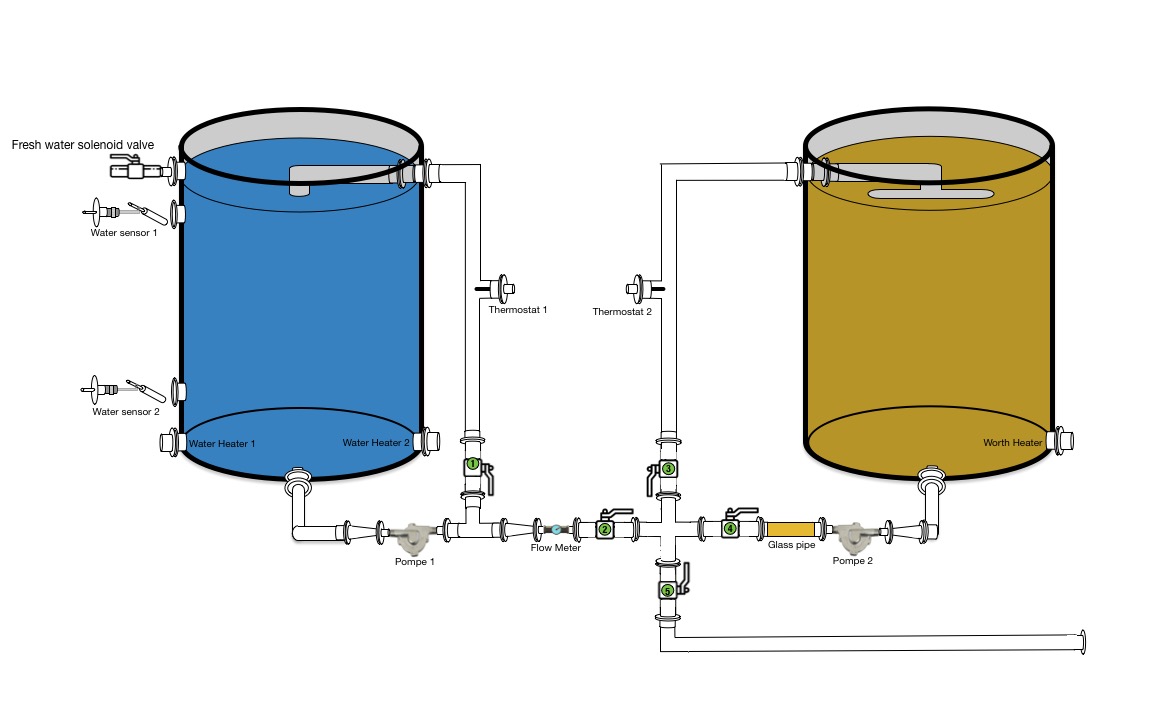 Fresh water solenoid valve
Water sensor 1
Thermostat 1
Thermostat 2
Water sensor 2
Water Heater 1
Water Heater 2
Worth Heater
1
3
2
4
Flow Meter
Glass pipe
Pompe 1
Pompe 2
5